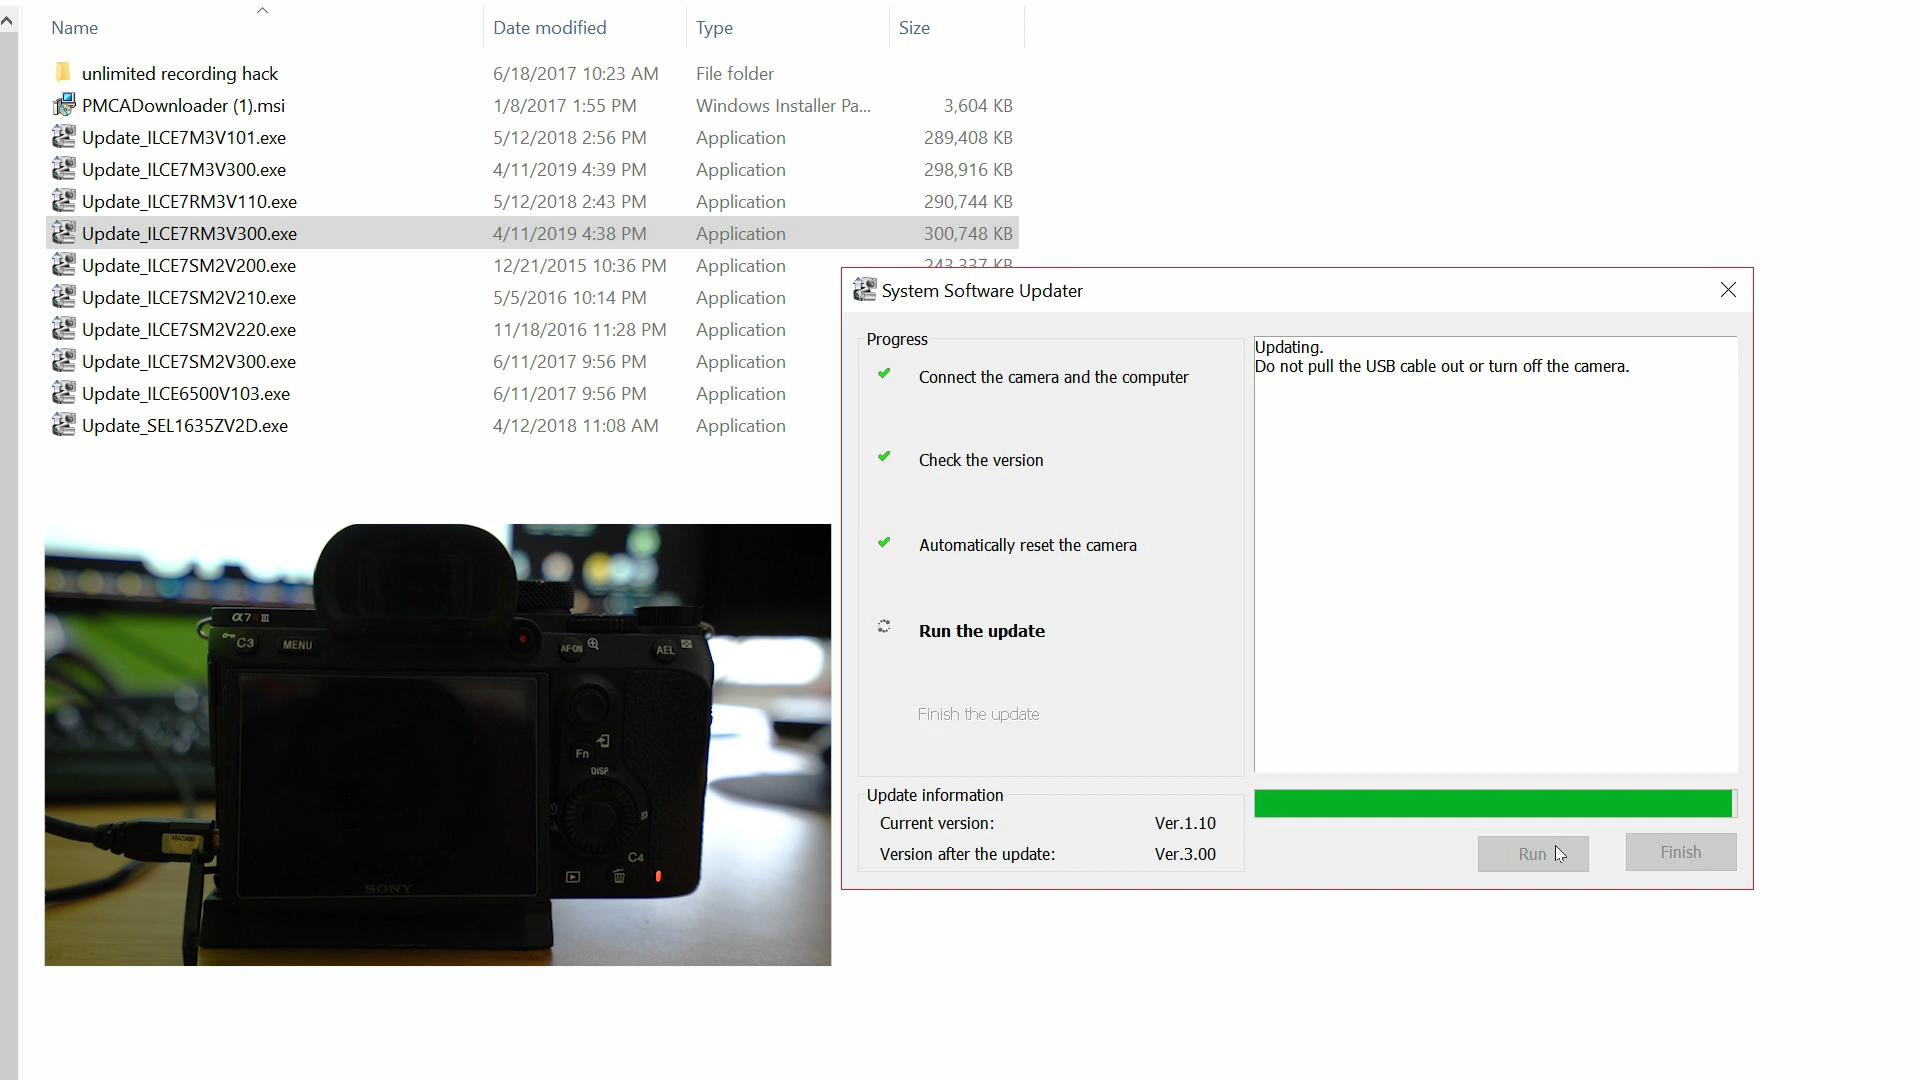 Name Date modified Type Size
unlimited recording hack 6/18/2017 10:23 AM File folder
PMCADownloader (1).msi 1/8/2017 1:55 PM Windows Installer Pa... 3,604 KB
Update_ILCE7M3V101.exe 5/12/2018 2:56 PM Application 289,408 KB
Update_ILCE7M3V300.exe 4/11/2019 4:39 PM Application 298,916 KB
Update_ILCE7RM3V110.exe 5/12/2018 2:43 PM Application 290,744 KB
Update_ILCE7RM3V300.exe 4/11/2019 4:38 PM Application 300,748 KB
Update_ILCE7SM2V200.exe 12/21/2015 10:36 PM Application 243,337 KB
Update_ILCE7SM2V210.exe 5/5/2016 10:14 PM Application
Update_ILCE7SM2V220.exe 11/18/2016 11:28 PM Application
Update_ILCE7SM2V300.exe 6/11/2017 9:56 PM Application
Update_ILCE6500V103.exe 6/11/2017 9:56 PM Application
Update_SEL1635ZV2D.exe 4/12/2018 11:08 AM Application
System Software Updater
Progress
Connect the camera and the computer
Check the version
Automatically reset the camera
Run the update
Finish the update
Updating.
Do not pull the USB cable out or turn off the camera.
Update information
Current version: Ver.1.10
Version after the update: Ver.3.00
Run Finish
α7RIII
C3 MENU AF-ON AEL
Fn
DISP
C4
SONY